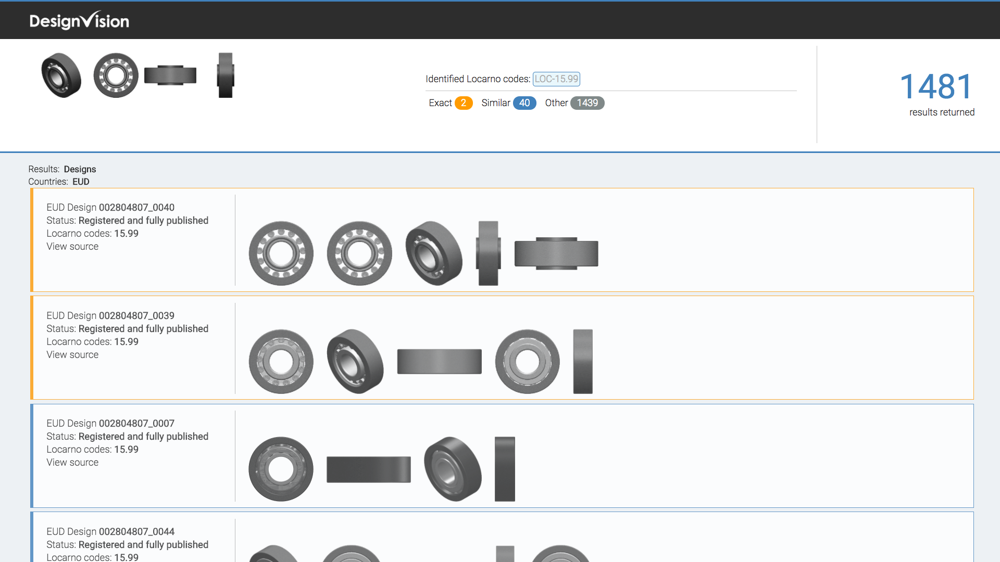 DesignVision
Identified Locarno codes: LOC-15.99
Exact 2 Similar 40 Other 1439
1481
results returned
Results: Designs
Countries: EUD
EUD Design 002804807_0040
Status: Registered and fully published
Locarno codes: 15.99
View source
EUD Design 002804807_0039
Status: Registered and fully published
Locarno codes: 15.99
View source
EUD Design 002804807_0007
Status: Registered and fully published
Locarno codes: 15.99
View source
EUD Design 002804807_0044
Status: Registered and fully published
Locarno codes: 15.99